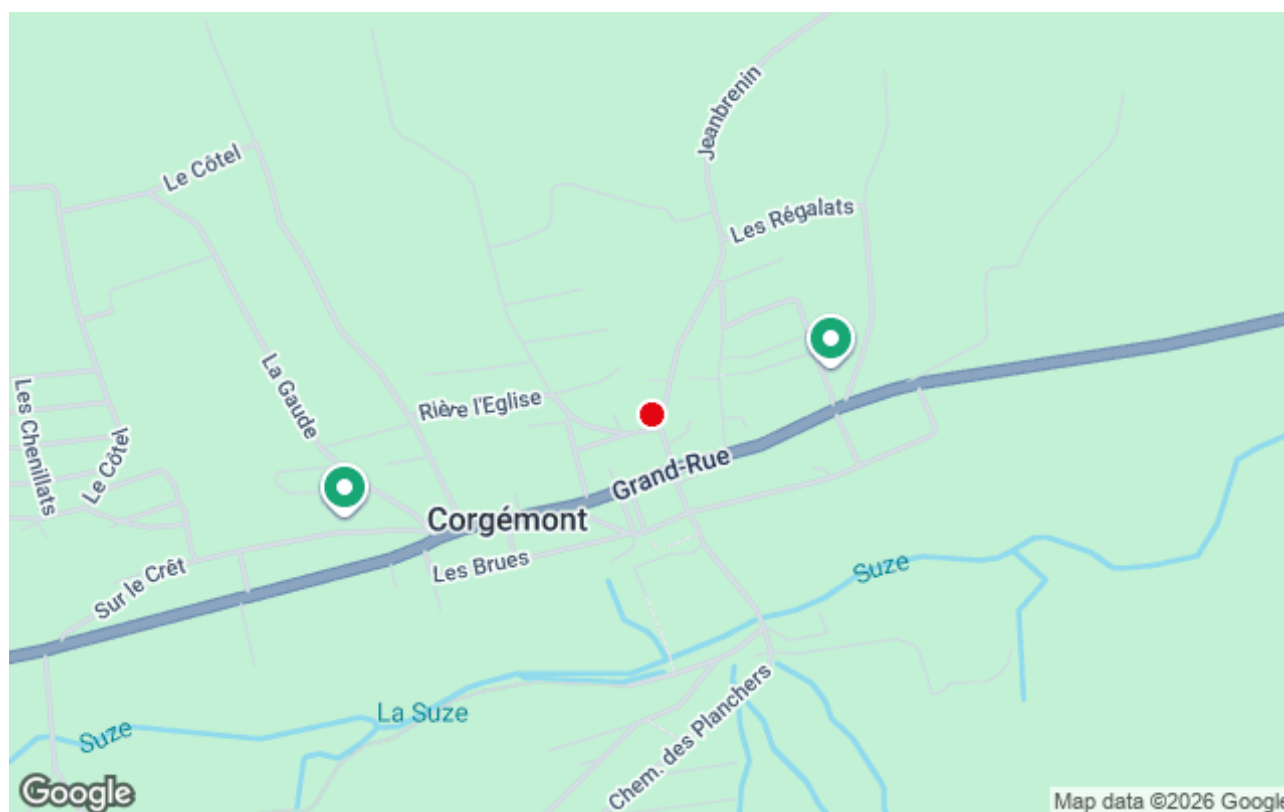 Jeanbrenin
Le Côtel
Les Régalats
La Gaude
Rière l'Eglise
Les Chenillats
Le Côtel
Grand-Rue
Corgémont
Les Brues
Sur le Crêt
Suze
La Suze
Suze
Chem. des Planchers
Google
Map data ©2026 Google